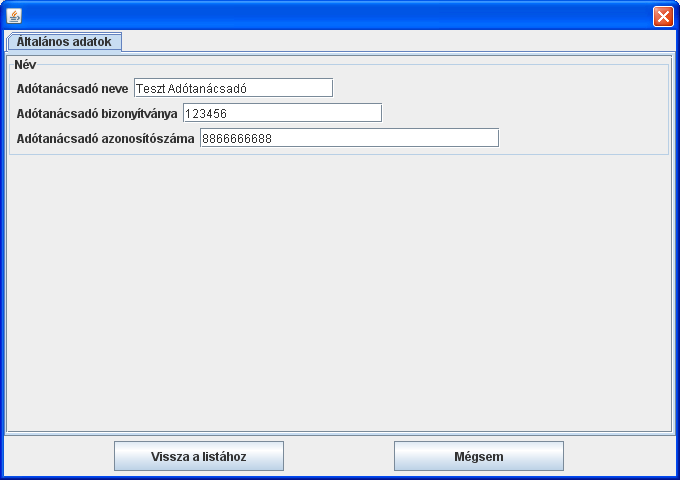 Általános adatok
Név
Adótanácsadó neve Teszt Adótanácsadó
Adótanácsadó bizonyítványa 123456
Adótanácsadó azonosítószáma 8866666688
Vissza a listához Mégsem